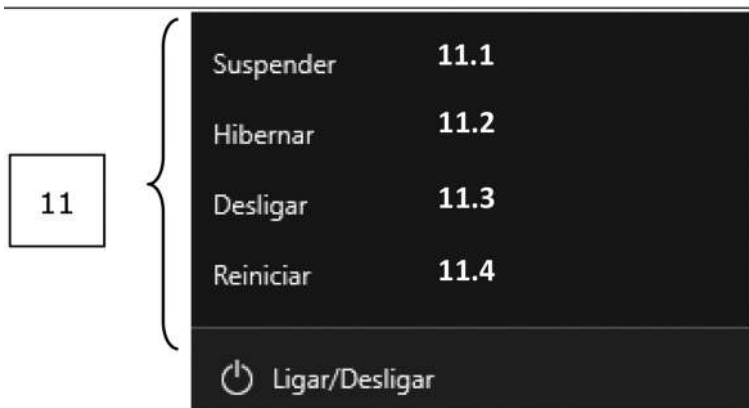 Suspender 11.1
Hibernar 11.2
11 Desligar 11.3
Reiniciar 11.4
Ligar/Desligar